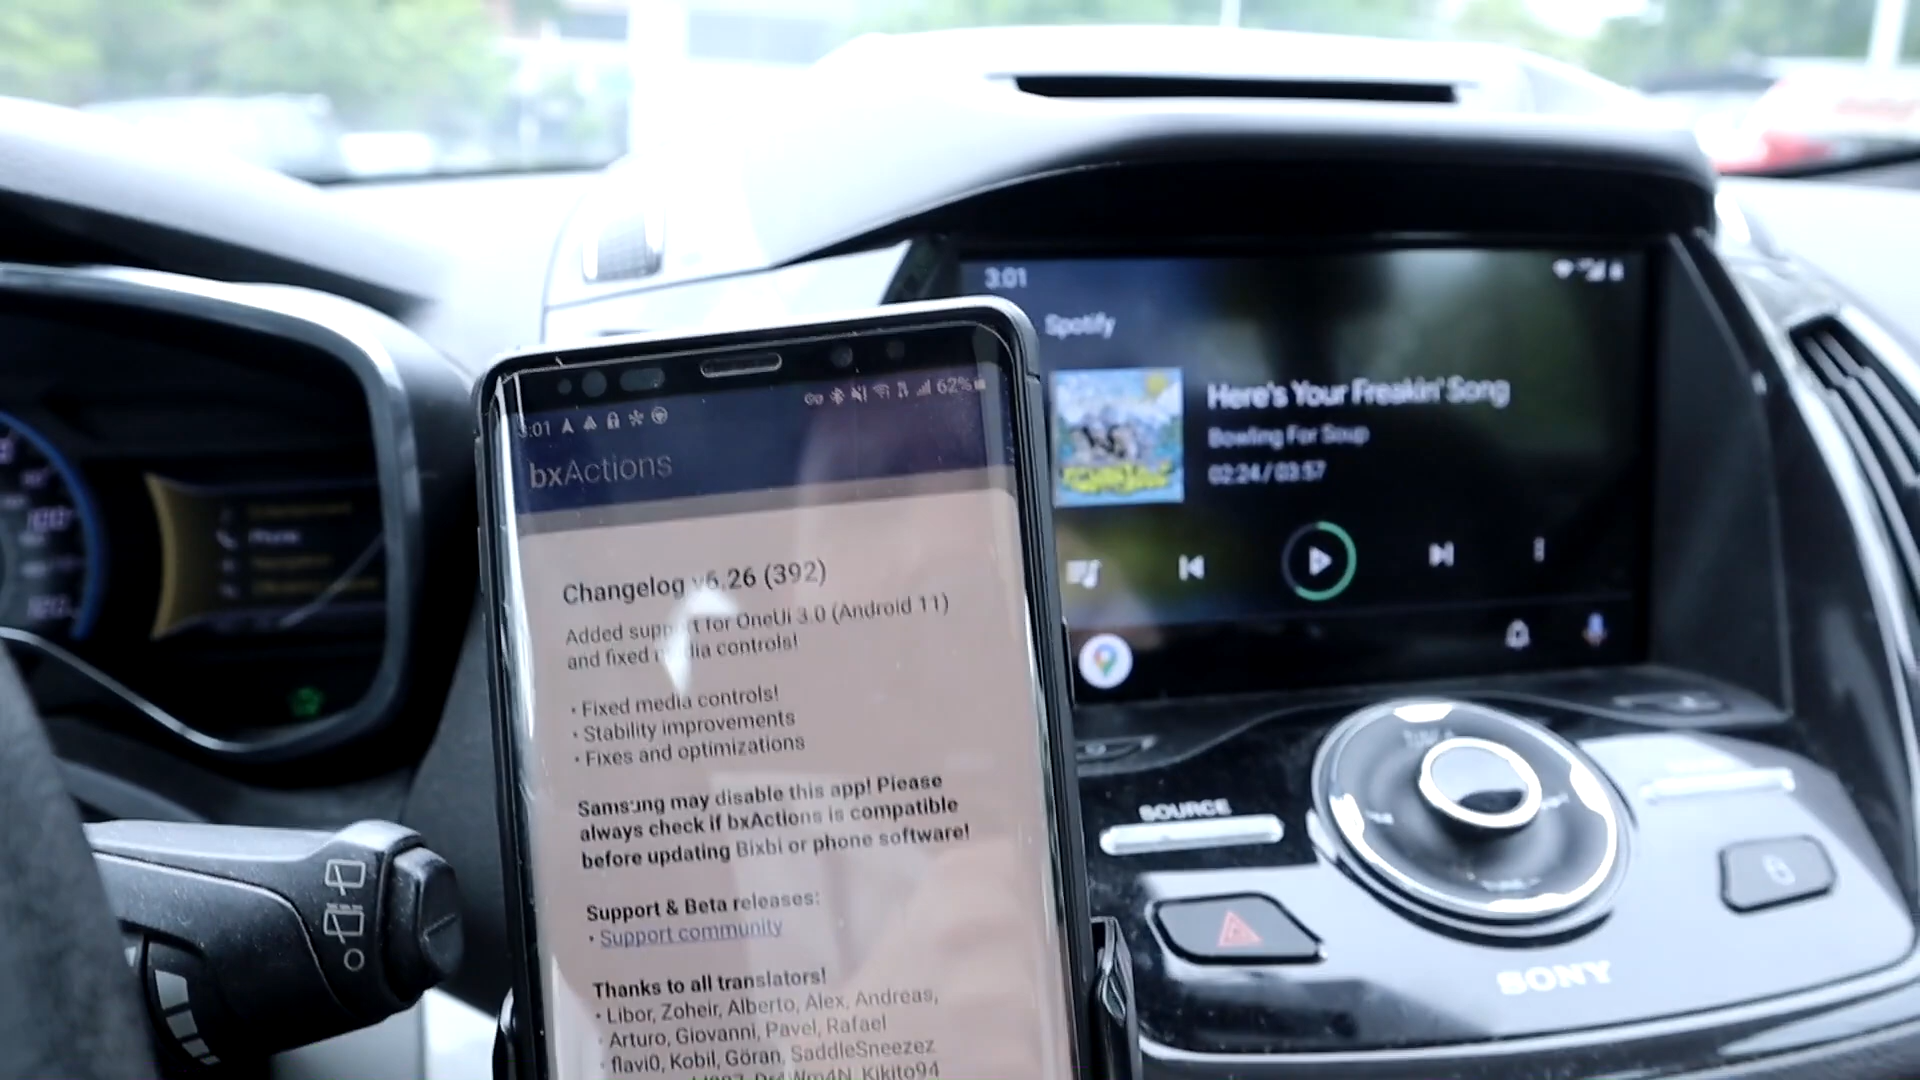 3:01
Spotify
Here's Your Freakin' Song
Bowling For Soup
02:24 / 03:57
3:01
62%
bxActions
Changelog v6.26 (392)
Added support for OneUi 3.0 (Android 11)
and fixed media controls!
• Fixed media controls!
• Stability improvements
• Fixes and optimizations
Samsung may disable this app! Please
always check if bxActions is compatible
before updating Bixbi or phone software!
Support & Beta releases:
• Support community
Thanks to all translators!
• Libor, Zoheir, Alberto, Alex, Andreas,
Arturo, Giovanni, Pavel, Rafael
• flavi0, Kobil, Göran, SaddleSneezez
Kikito94
Phone
100
120
SOURCE
SONY